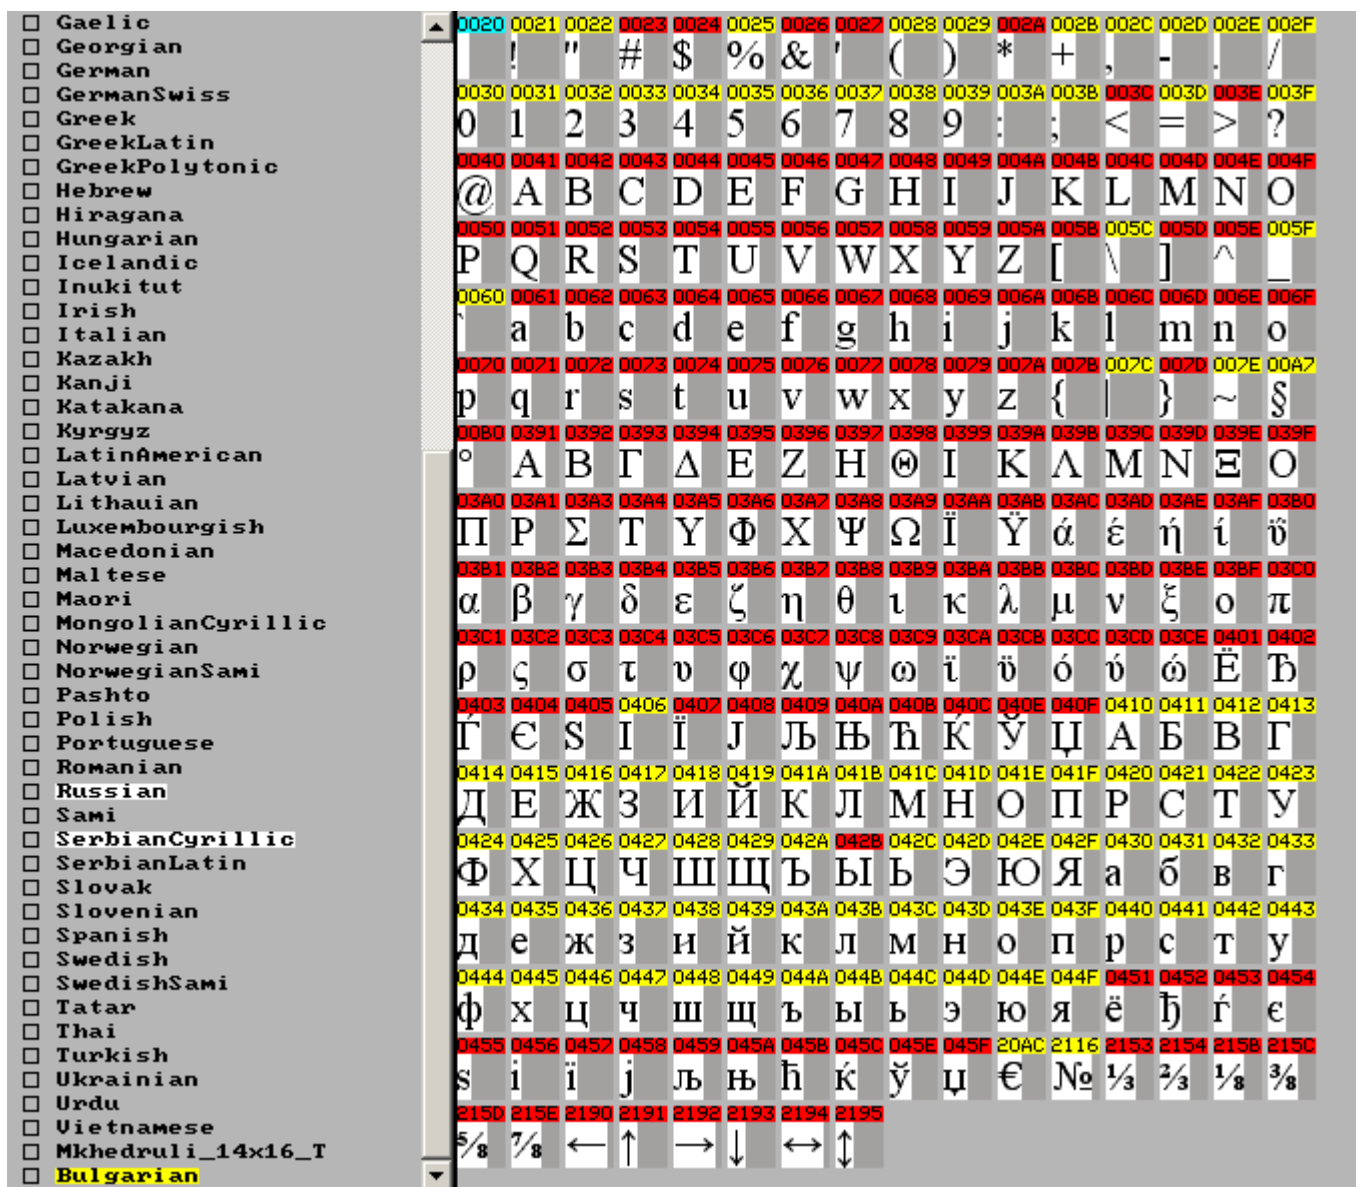 Gaelic
Georgian
German
GermanSwiss
Greek
GreekLatin
GreekPolytonic
Hebrew
Hiragana
Hungarian
Icelandic
Inukitut
Irish
Italian
Kazakh
Kanji
Katakana
Kyrgyz
LatinAmerican
Latvian
Lithauian
Luxembourgish
Macedonian
Maltese
Maori
MongolianCyrillic
Norwegian
NorwegianSami
Pashto
Polish
Portuguese
Romanian
Russian
Sami
SerbianCyrillic
SerbianLatin
Slovak
Slovenian
Spanish
Swedish
SwedishSami
Tatar
Thai
Turkish
Ukrainian
Urdu
Vietnamese
Mkhedruli_14x16_T
Bulgarian
0020 0021 0022 0023 0024 0025 0026 0027 0028 0029 002A 002B 002C 002D 002E 002F
! " # $ % & ' ( ) * + , - . /
0030 0031 0032 0033 0034 0035 0036 0037 0038 0039 003A 003B 003C 003D 003E 003F
0 1 2 3 4 5 6 7 8 9 : ; < = > ?
0040 0041 0042 0043 0044 0045 0046 0047 0048 0049 004A 004B 004C 004D 004E 004F
@ A B C D E F G H I J K L M N O
0050 0051 0052 0053 0054 0055 0056 0057 0058 0059 005A 005B 005C 005D 005E 005F
P Q R S T U V W X Y Z [ \ ] ^ _
0060 0061 0062 0063 0064 0065 0066 0067 0068 0069 006A 006B 006C 006D 006E 006F
` a b c d e f g h i j k l m n o
0070 0071 0072 0073 0074 0075 0076 0077 0078 0079 007A 007B 007C 007D 007E 00A7
p q r s t u v w x y z { | } ~ §
00B0 0391 0392 0393 0394 0395 0396 0397 0398 0399 039A 039B 039C 039D 039E 039F
° Α Β Γ Δ Ε Ζ Η Θ Ι Κ Λ Μ Ν Ξ Ο
03A0 03A1 03A3 03A4 03A5 03A6 03A7 03A8 03A9 03AA 03AB 03AC 03AD 03AE 03AF 03B0
Π Ρ Σ Τ Υ Φ Χ Ψ Ω Ϊ Ϋ ά έ ή ί ΰ
03B1 03B2 03B3 03B4 03B5 03B6 03B7 03B8 03B9 03BA 03BB 03BC 03BD 03BE 03BF 03C0
α β γ δ ε ζ η θ ι κ λ μ ν ξ ο π
03C1 03C2 03C3 03C4 03C5 03C6 03C7 03C8 03C9 03CA 03CB 03CC 03CD 03CE 0401 0402
ρ ς σ τ υ φ χ ψ ω ϊ ϋ ό ύ ώ Ё Ђ
0403 0404 0405 0406 0407 0408 0409 040A 040B 040C 040E 040F 0410 0411 0412 0413
Ѓ Є Ѕ І Ї Ј Љ Њ Ћ Ќ Ў Џ А Б В Г
0414 0415 0416 0417 0418 0419 041A 041B 041C 041D 041E 041F 0420 0421 0422 0423
Д Е Ж З И Й К Л М Н О П Р С Т У
0424 0425 0426 0427 0428 0429 042A 042B 042C 042D 042E 042F 0430 0431 0432 0433
Ф Х Ц Ч Ш Щ Ъ Ы Ь Э Ю Я а б в г
0434 0435 0436 0437 0438 0439 043A 043B 043C 043D 043E 043F 0440 0441 0442 0443
д е ж з и й к л м н о п р с т у
0444 0445 0446 0447 0448 0449 044A 044B 044C 044D 044E 044F 0451 0452 0453 0454
ф х ц ч ш щ ъ ы ь э ю я ё ђ ѓ є
0455 0456 0457 0458 0459 045A 045B 045C 045E 045F 20AC 2116 2153 2154 215B 215C
ѕ і ї ј љ њ ћ ќ ў џ € № ⅓ ⅔ ⅛ ⅜
215D 215E 2190 2191 2192 2193 2194 2195
⅝ ⅞ ← ↑ → ↓ ↔ ↕